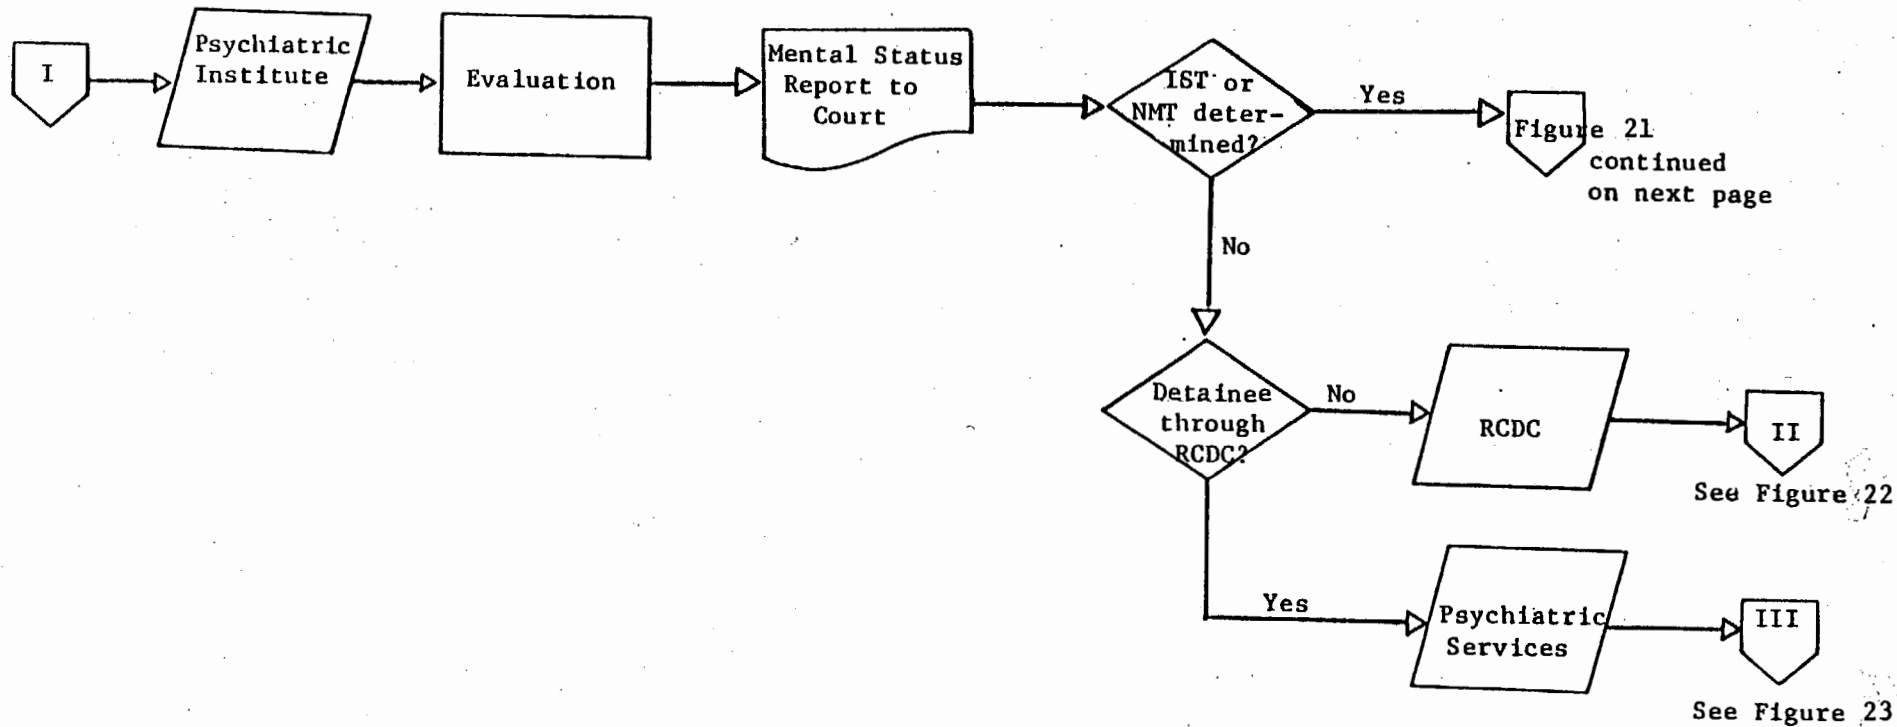 I
Psychiatric
Institute
Evaluation
Mental Status
Report to
Court
IST or
NMT deter-
mined?
Yes
Figure 21
continued
on next page
No
Detainee
through
RCDC?
No
RCDC
II
See Figure 22
Yes
Psychiatric
Services
III
See Figure 23